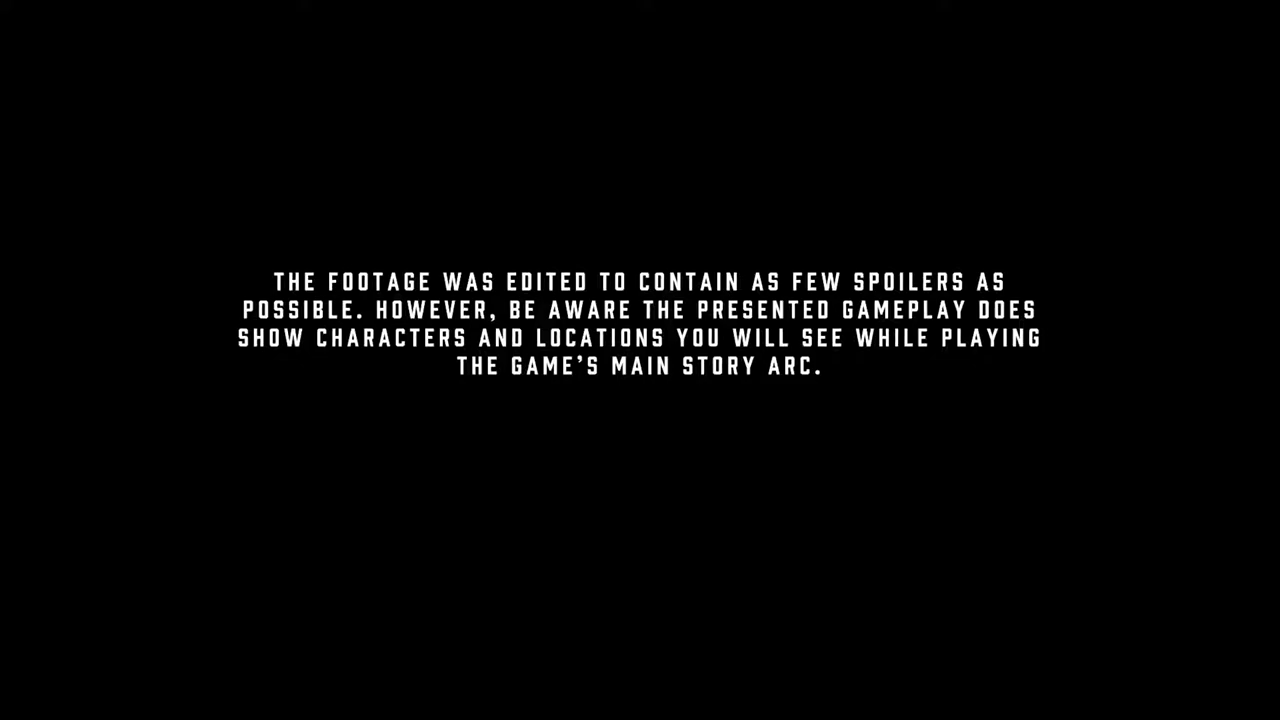 THE FOOTAGE WAS EDITED TO CONTAIN AS FEW SPOILERS AS
POSSIBLE. HOWEVER, BE AWARE THE PRESENTED GAMEPLAY DOES
SHOW CHARACTERS AND LOCATIONS YOU WILL SEE WHILE PLAYING
THE GAME’S MAIN STORY ARC.